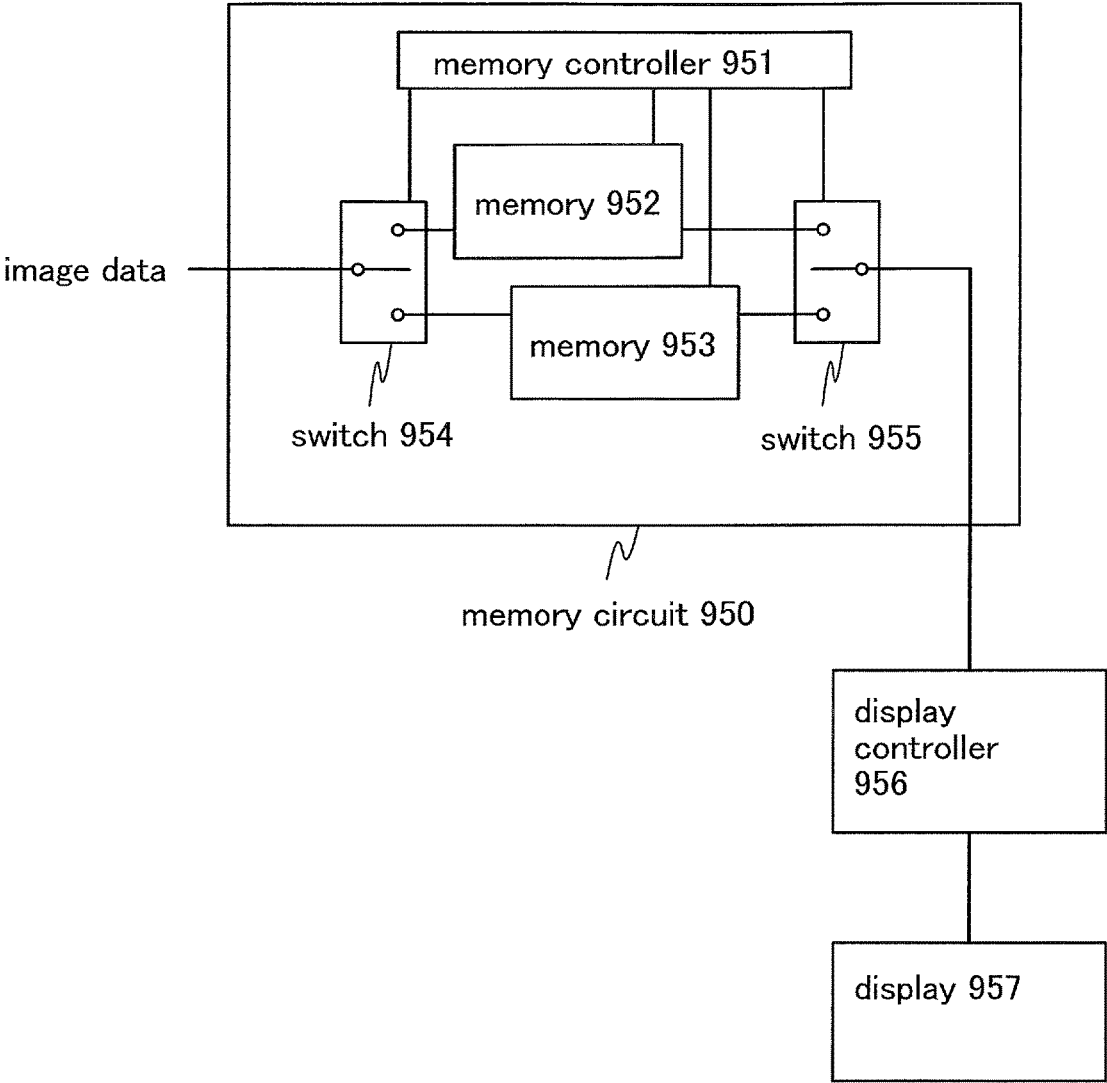 memory controller 951
memory 952
image data
memory 953
switch 954
switch 955
memory circuit 950
display
controller
956
display 957